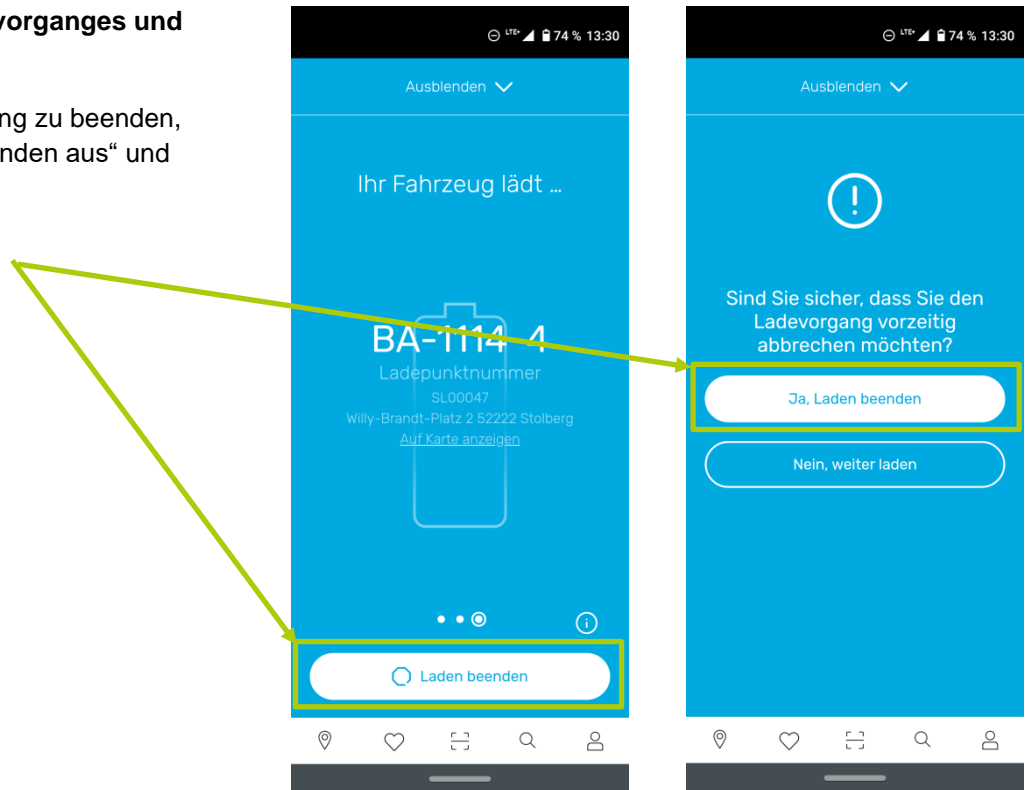 vorganges und
ng zu beenden,
nden aus“ und
LTE+ 74 % 13:30
Ausblenden
Ihr Fahrzeug lädt ...
BA-1114-4
Ladepunktnummer
SL00047
Willy-Brandt-Platz 2 52222 Stolberg
Auf Karte anzeigen
Laden beenden
LTE+ 74 % 13:30
Ausblenden
Sind Sie sicher, dass Sie den
Ladevorgang vorzeitig
abbrechen möchten?
Ja, Laden beenden
Nein, weiter laden